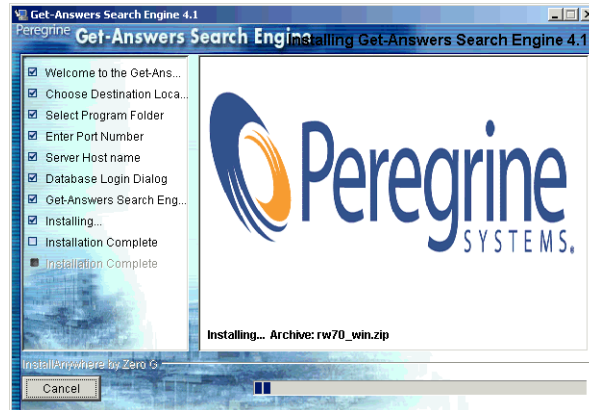 Get-Answers Search Engine 4.1
Peregrine Get-Answers Search Engine
Installing Get-Answers Search Engine 4.1
Welcome to the Get-Ans...
Choose Destination Loca...
Select Program Folder
Enter Port Number
Server Host name
Database Login Dialog
Get-Answers Search Eng...
Installing...
Installation Complete
Installation Complete
Peregrine
SYSTEMS.
Installing... Archive: rw70_win.zip
InstallAnywhere by Zero G
Cancel